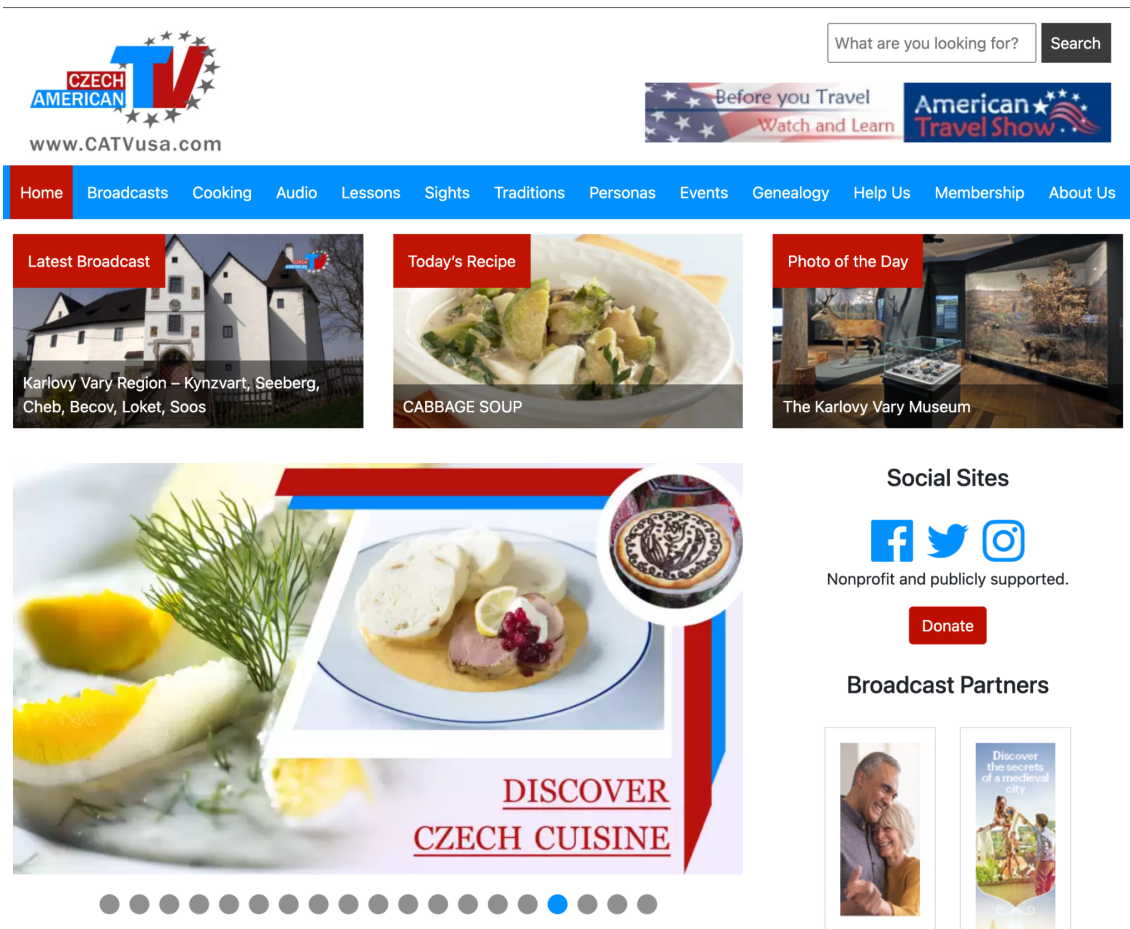 What are you looking for?
Search
CZECH
AMERICAN
TV
www.CATVusa.com
Before you Travel
Watch and Learn
American
Travel Show
Home
Broadcasts
Cooking
Audio
Lessons
Sights
Traditions
Personas
Events
Genealogy
Help Us
Membership
About Us
Latest Broadcast
CZECH
AMERICAN
TV
Karlovy Vary Region – Kynzvart, Seeberg,
Cheb, Becov, Loket, Soos
Today’s Recipe
CABBAGE SOUP
Photo of the Day
The Karlovy Vary Museum
DISCOVER
CZECH CUISINE
Social Sites
Nonprofit and publicly supported.
Donate
Broadcast Partners
Discover
the secrets
of a medieval
city